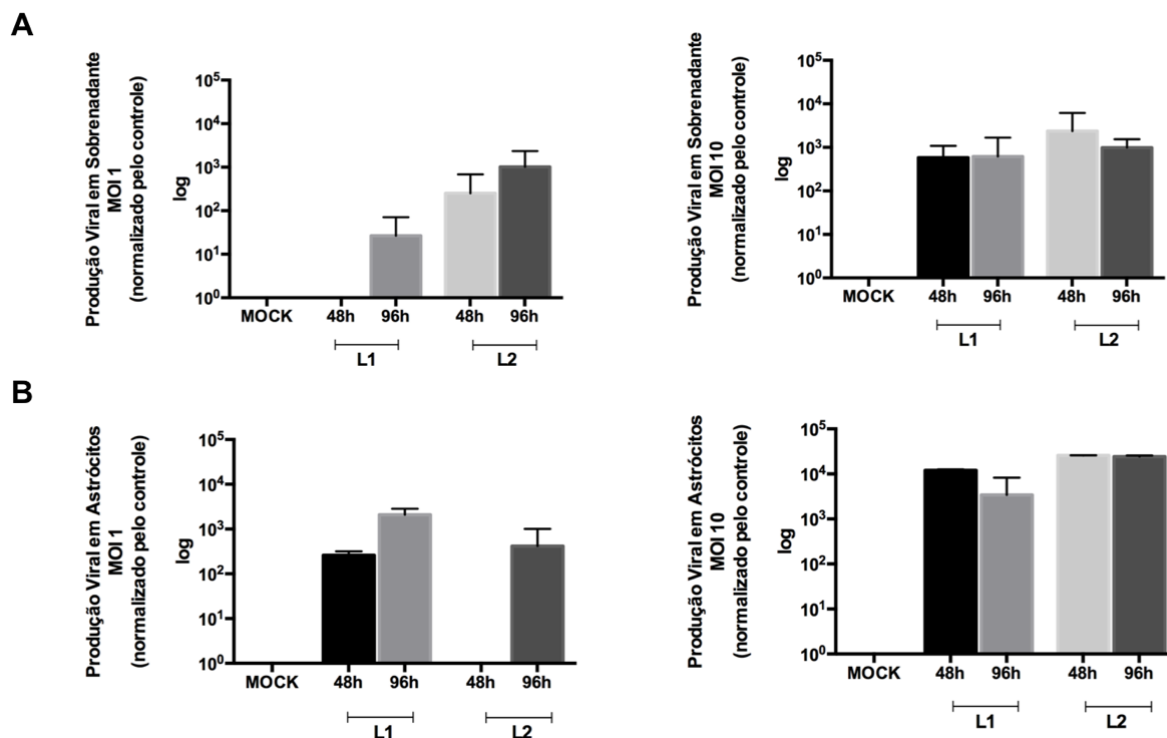 A
Produção Viral em Sobrenadante
MOI 1
(normalizado pelo controle)
log
10⁵
10⁴
10³
10²
10¹
10⁰
MOCK 48h 96h 48h 96h
L1 L2
Produção Viral em Sobrenadante
MOI 10
(normalizado pelo controle)
log
10⁵
10⁴
10³
10²
10¹
10⁰
MOCK 48h 96h 48h 96h
L1 L2
B
Produção Viral em Astrócitos
MOI 1
(normalizado pelo controle)
log
10⁵
10⁴
10³
10²
10¹
10⁰
MOCK 48h 96h 48h 96h
L1 L2
Produção Viral em Astrócitos
MOI 10
(normalizado pelo controle)
log
10⁵
10⁴
10³
10²
10¹
10⁰
MOCK 48h 96h 48h 96h
L1 L2